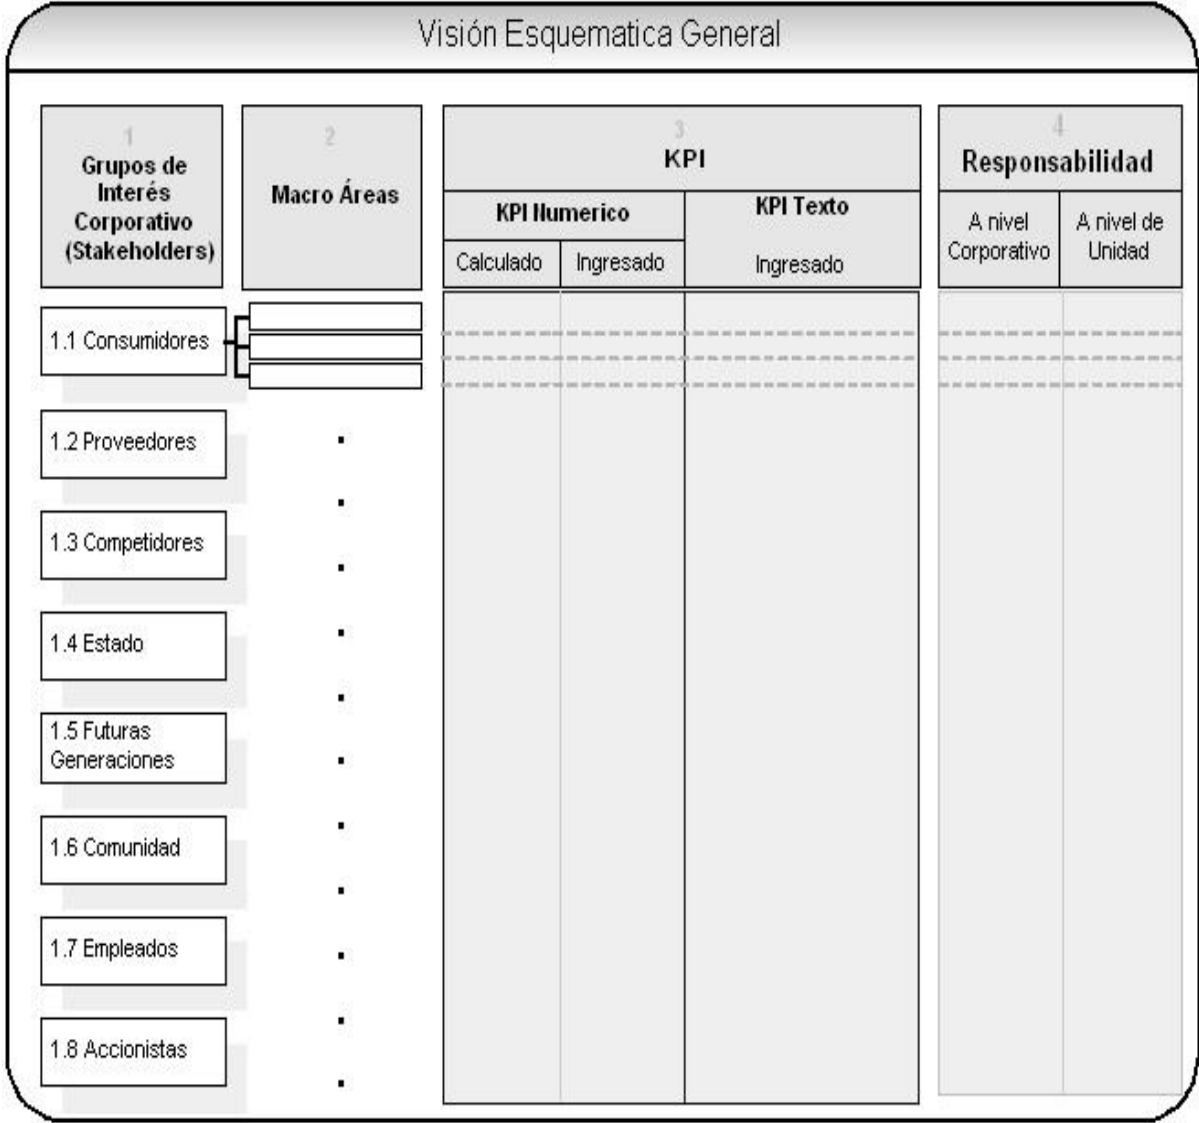 Visión Esquematica General
1
Grupos de
Interés
Corporativo
(Stakeholders)
2
Macro Áreas
3
KPI
KPI Numerico
Calculado
Ingresado
KPI Texto
Ingresado
4
Responsabilidad
A nivel
Corporativo
A nivel de
Unidad
1.1 Consumidores
1.2 Proveedores
1.3 Competidores
1.4 Estado
1.5 Futuras
Generaciones
1.6 Comunidad
1.7 Empleados
1.8 Accionistas